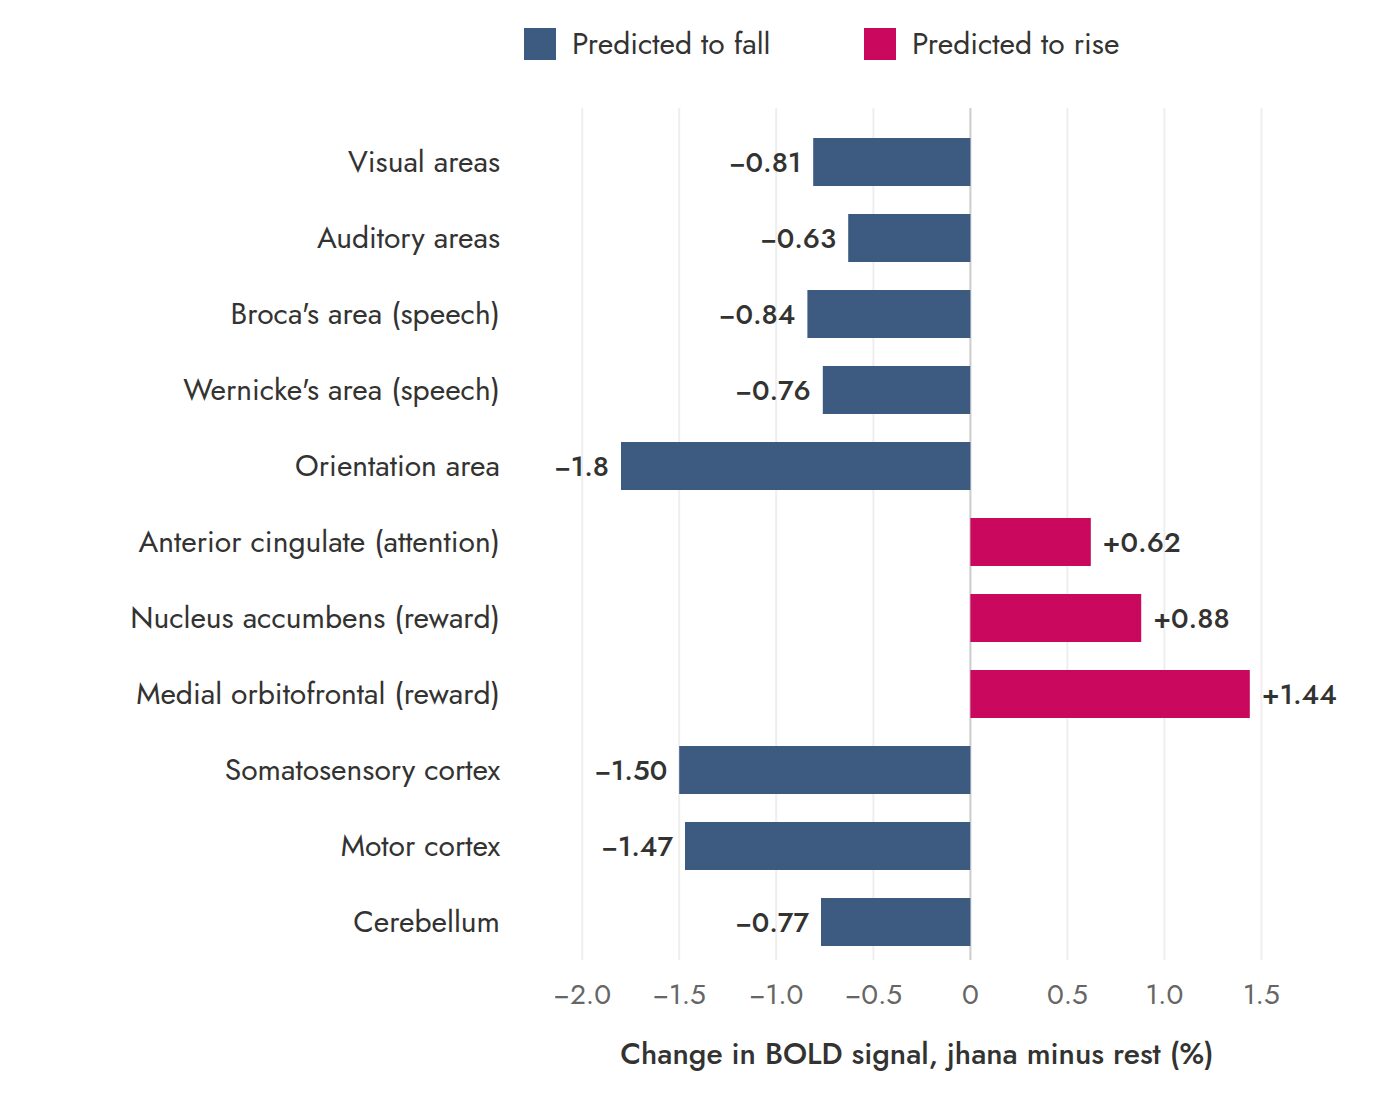 Predicted to fall
Predicted to rise
Visual areas
−0.81
Auditory areas
−0.63
Broca's area (speech)
−0.84
Wernicke's area (speech)
−0.76
Orientation area
−1.8
Anterior cingulate (attention)
+0.62
Nucleus accumbens (reward)
+0.88
Medial orbitofrontal (reward)
+1.44
Somatosensory cortex
−1.50
Motor cortex
−1.47
Cerebellum
−0.77
−2.0 −1.5 −1.0 −0.5 0 0.5 1.0 1.5
Change in BOLD signal, jhana minus rest (%)